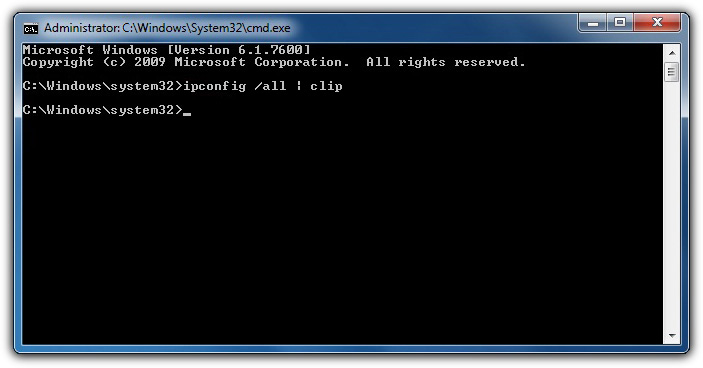 Administrator: C:\Windows\System32\cmd.exe
Microsoft Windows [Version 6.1.7600]
Copyright (c) 2009 Microsoft Corporation.  All rights reserved.
C:\Windows\system32>ipconfig /all | clip
C:\Windows\system32>_